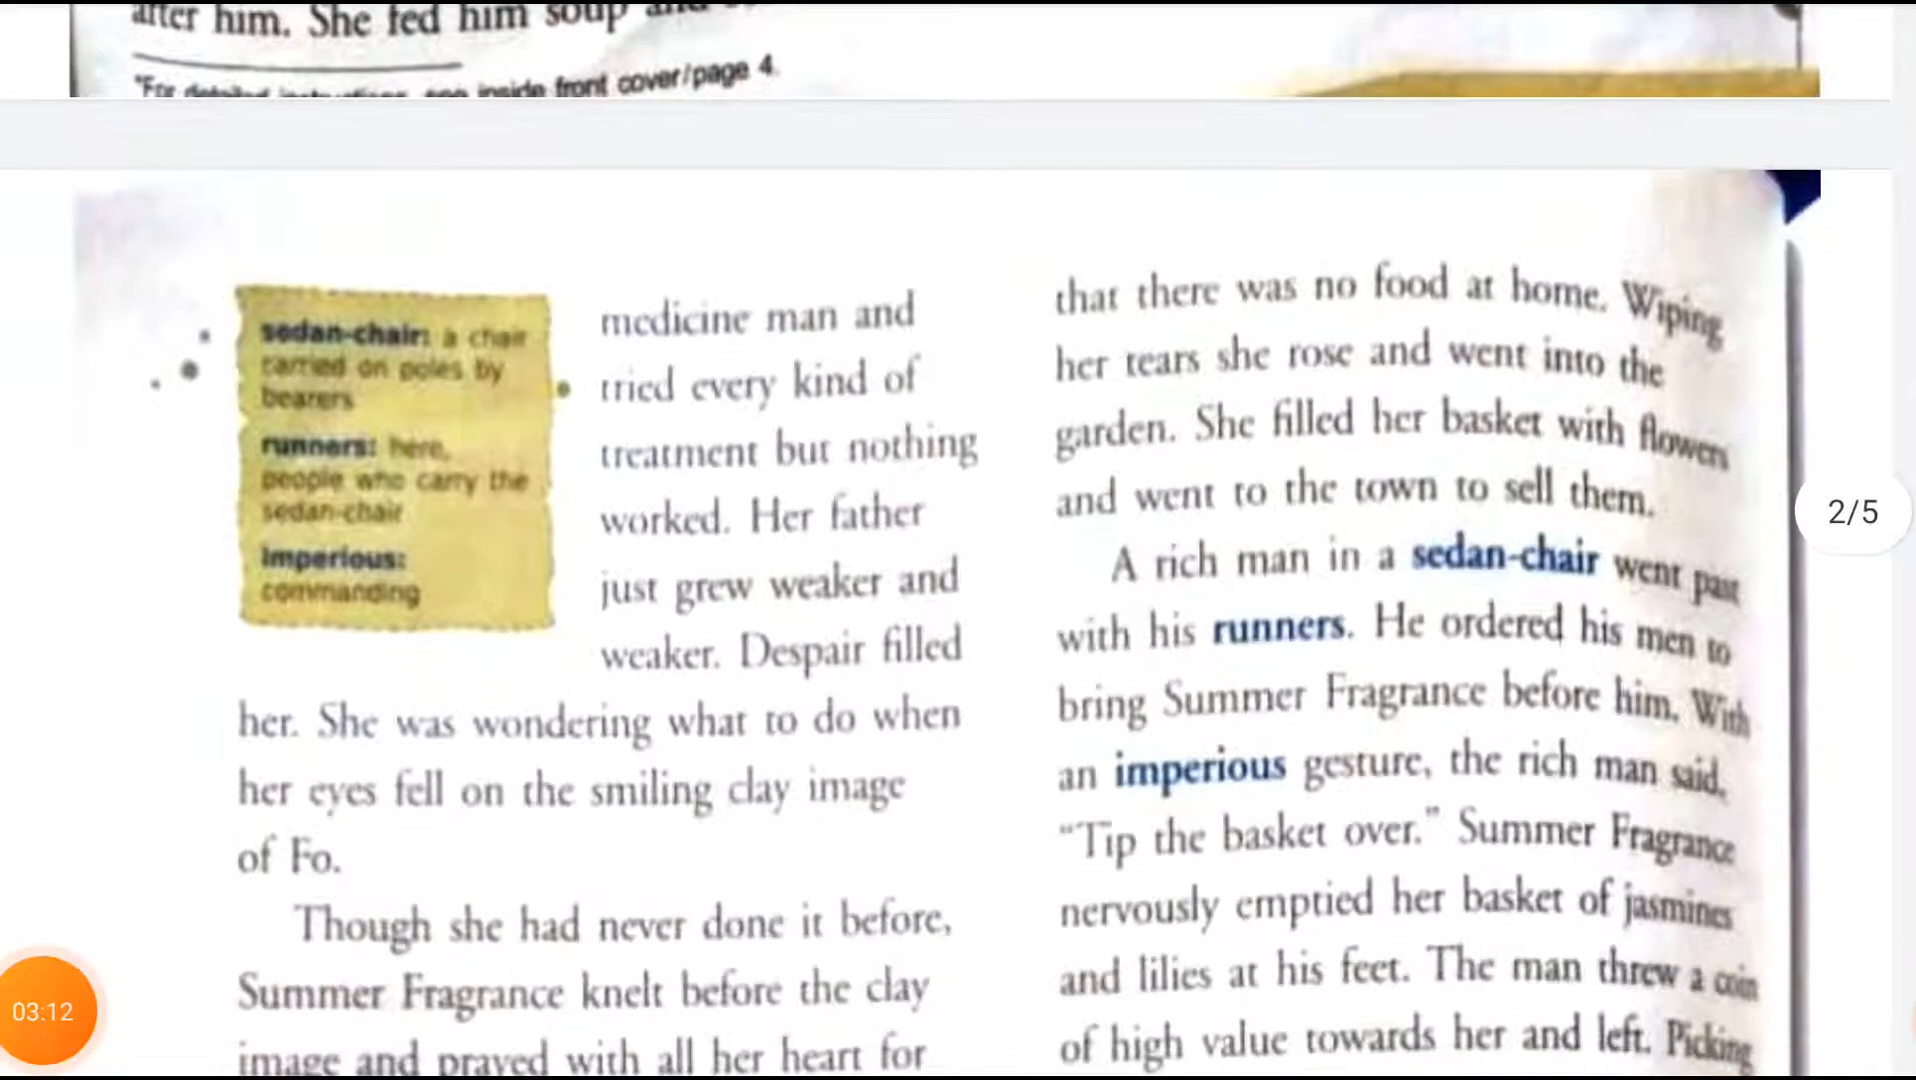 after him. She fed him soup and
*For detailed instructions, see inside front cover/page 4.
sedan-chair: a chair
carried on poles by
bearers
runners: here,
people who carry the
sedan-chair
imperious:
commanding
medicine man and
tried every kind of
treatment but nothing
worked. Her father
just grew weaker and
weaker. Despair filled
her. She was wondering what to do when
her eyes fell on the smiling clay image
of Fo.
Though she had never done it before,
Summer Fragrance knelt before the clay
image and prayed with all her heart for
that there was no food at home. Wiping
her tears she rose and went into the
garden. She filled her basket with flowers
and went to the town to sell them.
A rich man in a sedan-chair went past
with his runners. He ordered his men to
bring Summer Fragrance before him. With
an imperious gesture, the rich man said,
“Tip the basket over.” Summer Fragrance
nervously emptied her basket of jasmines
and lilies at his feet. The man threw a coin
of high value towards her and left. Picking
2/5
03:12